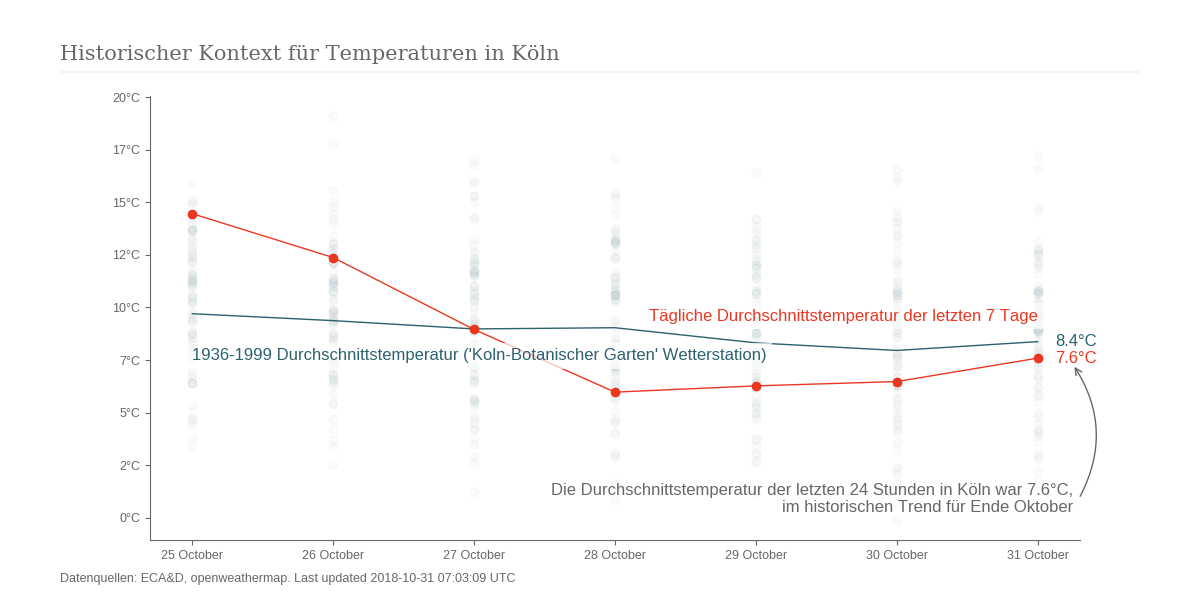 Historischer Kontext für Temperaturen in Köln
20°C
17°C
15°C
12°C
10°C
7°C
5°C
2°C
0°C
Tägliche Durchschnittstemperatur der letzten 7 Tage
1936-1999 Durchschnittstemperatur ('Koln-Botanischer Garten' Wetterstation)
8.4°C
7.6°C
Die Durchschnittstemperatur der letzten 24 Stunden in Köln war 7.6°C,
im historischen Trend für Ende Oktober
25 October 26 October 27 October 28 October 29 October 30 October 31 October
Datenquellen: ECA&D, openweathermap. Last updated 2018-10-31 07:03:09 UTC